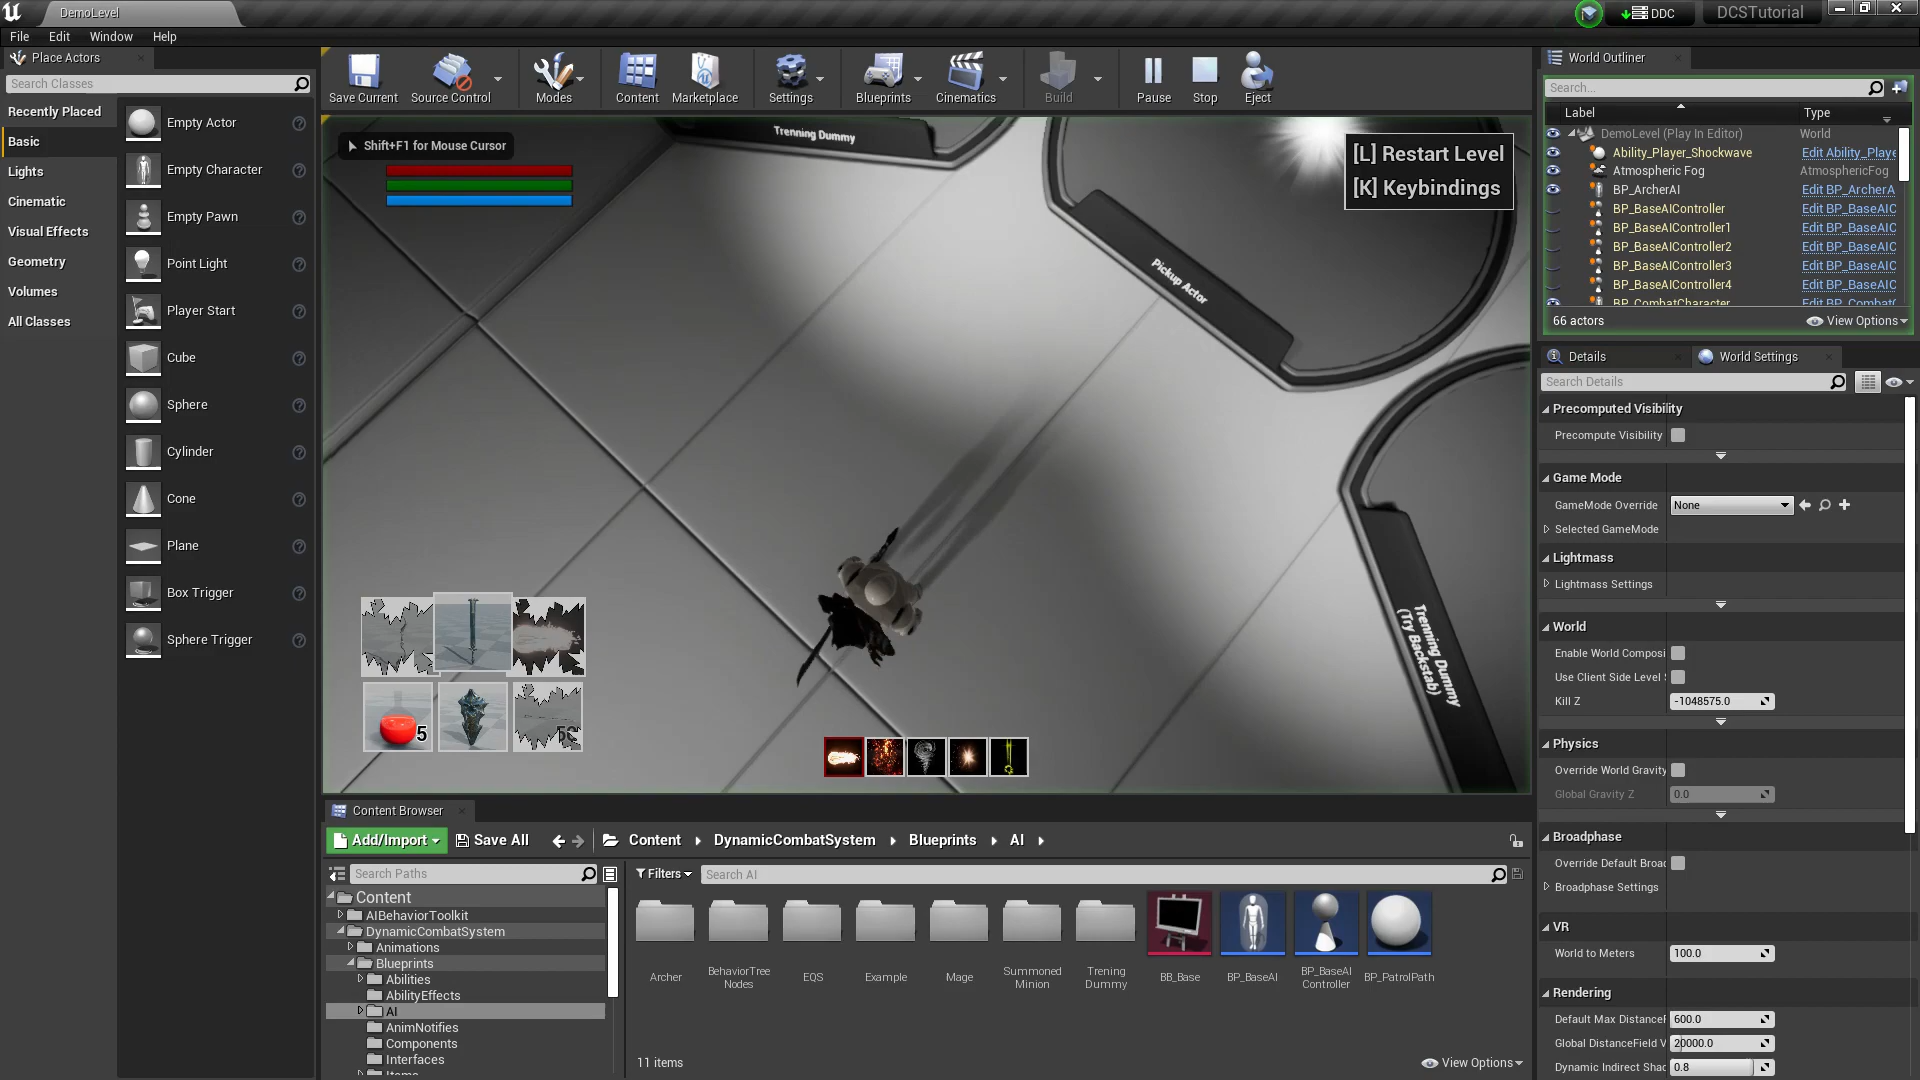 DemoLevel
DDC
DCSTutorial
File
Edit
Window
Help
Place Actors
Search Classes
Recently Placed
Basic
Lights
Cinematic
Visual Effects
Geometry
Volumes
All Classes
Empty Actor
Empty Character
Empty Pawn
Point Light
Player Start
Cube
Sphere
Cylinder
Cone
Plane
Box Trigger
Sphere Trigger
Save Current
Source Control
Modes
Content
Marketplace
Settings
Blueprints
Cinematics
Build
Pause
Stop
Eject
Shift+F1 for Mouse Cursor
Trenning Dummy
[L] Restart Level
[K] Keybindings
Pickup Actor
Trenning Dummy
(Try Backstab)
5
Content Browser
Add/Import
Save All
Content
DynamicCombatSystem
Blueprints
AI
Search Paths
Filters
Search AI
Content
AIBehaviorToolkit
DynamicCombatSystem
Animations
Blueprints
Abilities
AbilityEffects
AI
AnimNotifies
Components
Interfaces
Items
Archer
BehaviorTree
Nodes
EQS
Example
Mage
Summoned
Minion
Trening
Dummy
BB_Base
BP_BaseAI
BP_BaseAI
Controller
BP_PatrolPath
11 items
View Options
World Outliner
Search...
Label
Type
DemoLevel (Play In Editor)
World
Ability_Player_Shockwave
Edit Ability_Playe
Atmospheric Fog
AtmosphericFog
BP_ArcherAI
Edit BP_ArcherA
BP_BaseAIController
Edit BP_BaseAIC
BP_BaseAIController1
Edit BP_BaseAIC
BP_BaseAIController2
Edit BP_BaseAIC
BP_BaseAIController3
Edit BP_BaseAIC
BP_BaseAIController4
Edit BP_BaseAIC
BP_CombatCharacter
Edit BP_CombatC
66 actors
View Options
Details
World Settings
Search Details
Precomputed Visibility
Precompute Visibility
Game Mode
GameMode Override
None
Selected GameMode
Lightmass
Lightmass Settings
World
Enable World Composi
Use Client Side Level
Kill Z
-1048575.0
Physics
Override World Gravity
Global Gravity Z
0.0
Broadphase
Override Default Broad
Broadphase Settings
VR
World to Meters
100.0
Rendering
Default Max DistanceF
600.0
Global DistanceField V
20000.0
Dynamic Indirect Shad
0.8